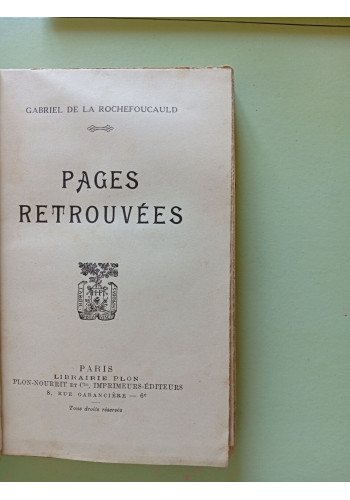 GABRIEL DE LA ROCHEFOUCAULD
PAGES
RETROUVÉES
PARIS
LIBRAIRIE PLON
PLON-NOURRIT ET Cie, IMPRIMEURS-ÉDITEURS
8, RUE GARANCIÈRE — 6e
Tous droits réservés